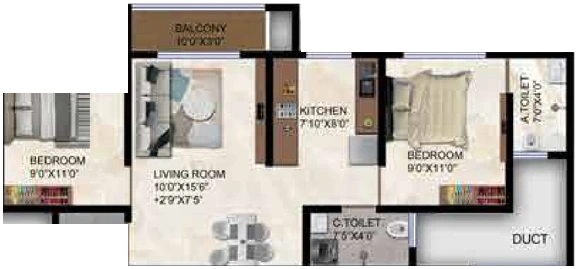 BALCONY
10'0"X3'0"
KITCHEN
7'10"X8'0"
A.TOILET
7'0"X4'0"
BEDROOM
9'0"X11'0"
LIVING ROOM
10'0"X15'6"
+2'9"X7'5"
BEDROOM
9'0"X11'0"
C.TOILET
7'5"X4'0"
DUCT